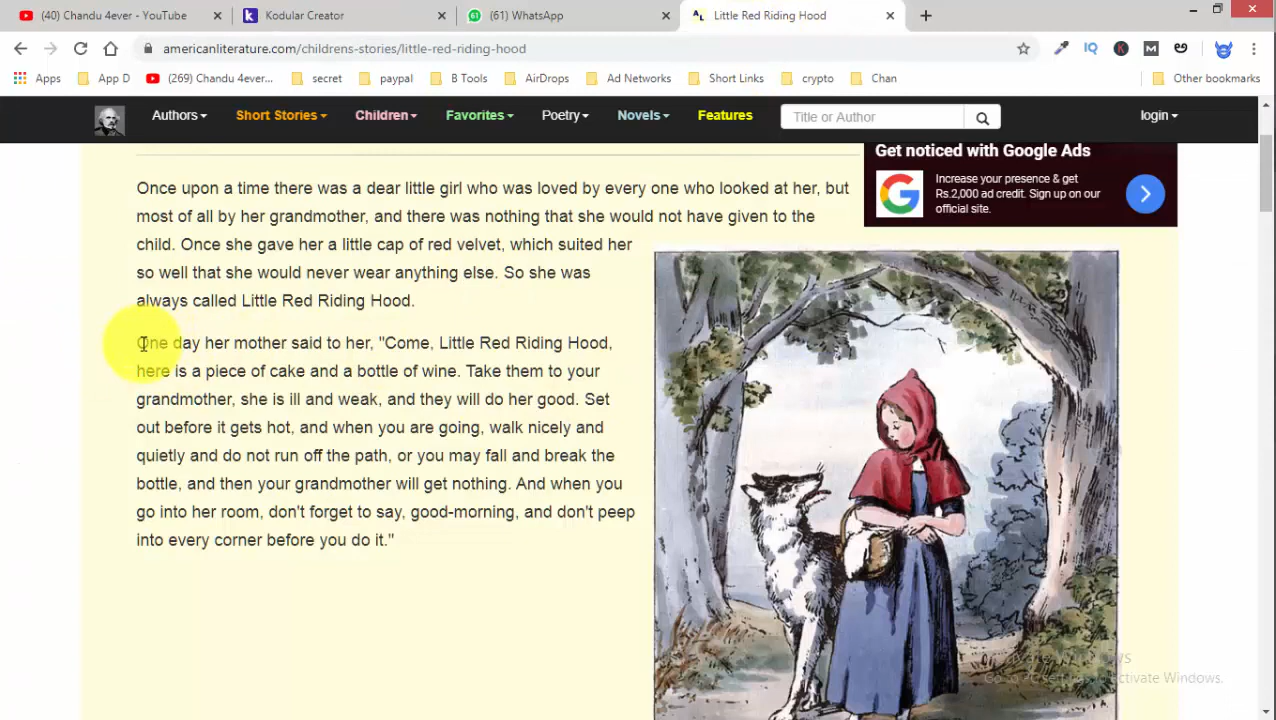 (40) Chandu 4ever - YouTube
Kodular Creator
(61) WhatsApp
Little Red Riding Hood
americanliterature.com/childrens-stories/little-red-riding-hood
Apps
App D
(269) Chandu 4ever...
secret
paypal
B Tools
AirDrops
Ad Networks
Short Links
crypto
Chan
Other bookmarks
Authors
Short Stories
Children
Favorites
Poetry
Novels
Features
Title or Author
login
Get noticed with Google Ads
Increase your presence & get
Rs.2,000 ad credit. Sign up on our
official site.
Once upon a time there was a dear little girl who was loved by every one who looked at her, but
most of all by her grandmother, and there was nothing that she would not have given to the
child. Once she gave her a little cap of red velvet, which suited her
so well that she would never wear anything else. So she was
always called Little Red Riding Hood.
One day her mother said to her, "Come, Little Red Riding Hood,
here is a piece of cake and a bottle of wine. Take them to your
grandmother, she is ill and weak, and they will do her good. Set
out before it gets hot, and when you are going, walk nicely and
quietly and do not run off the path, or you may fall and break the
bottle, and then your grandmother will get nothing. And when you
go into her room, don't forget to say, good-morning, and don't peep
into every corner before you do it."